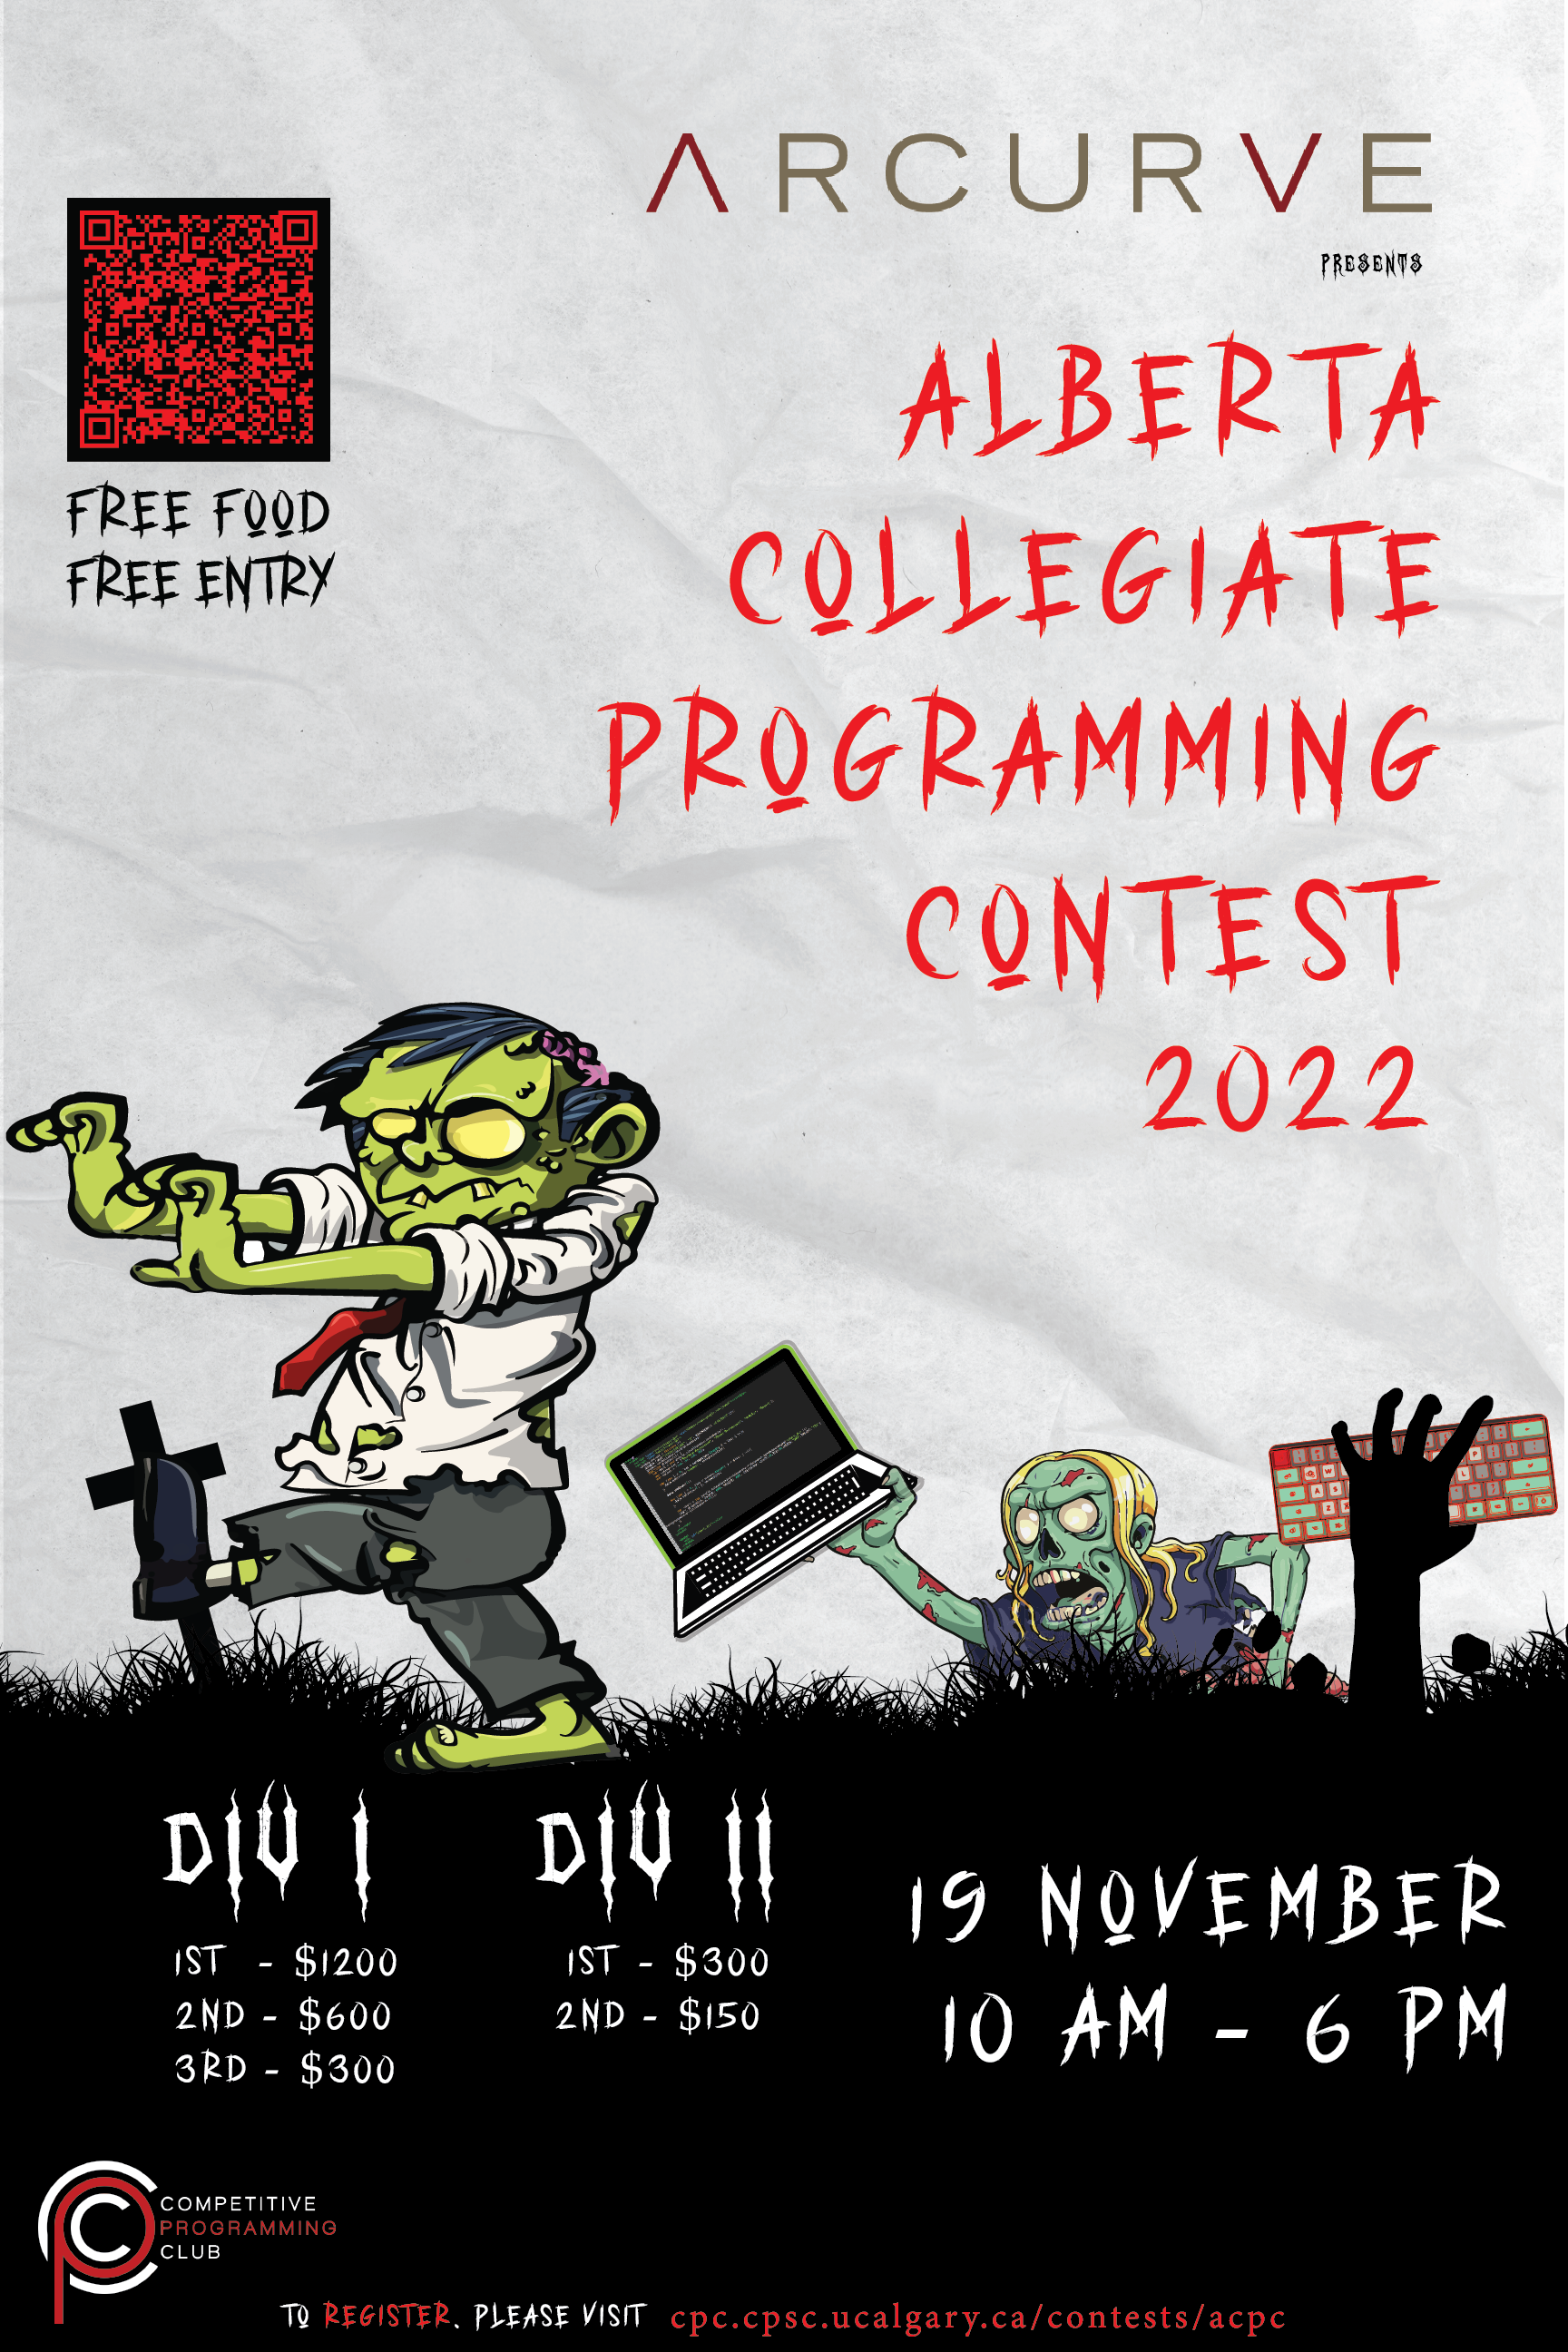 ARCURVE
PRESENTS
ALBERTA
COLLEGIATE
PROGRAMMING
CONTEST
2022
FREE FOOD
FREE ENTRY
DIV I
1ST - $1200
2ND - $600
3RD - $300
DIV II
1ST - $300
2ND - $150
19 NOVEMBER
10 AM - 6 PM
COMPETITIVE
PROGRAMMING
CLUB
TO REGISTER. PLEASE VISIT cpc.cpsc.ucalgary.ca/contests/acpc